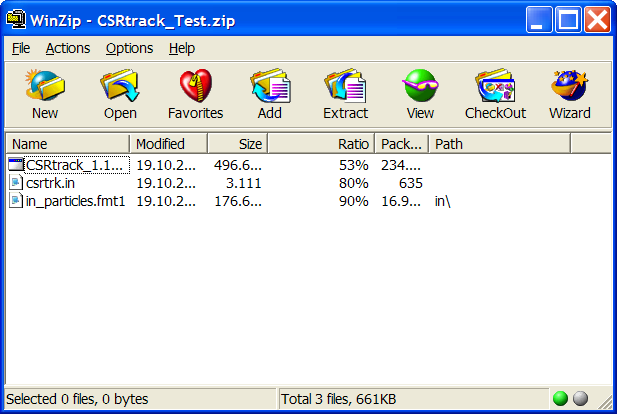 WinZip - CSRtrack_Test.zip
File Actions Options Help
New Open Favorites Add Extract View CheckOut Wizard
Name Modified Size Ratio Pack... Path
CSRtrack_1.1... 19.10.2... 496.6... 53% 234....
csrtrk.in 19.10.2... 3.111 80% 635
in_particles.fmt1 19.10.2... 176.6... 90% 16.9... in\
Selected 0 files, 0 bytes Total 3 files, 661KB